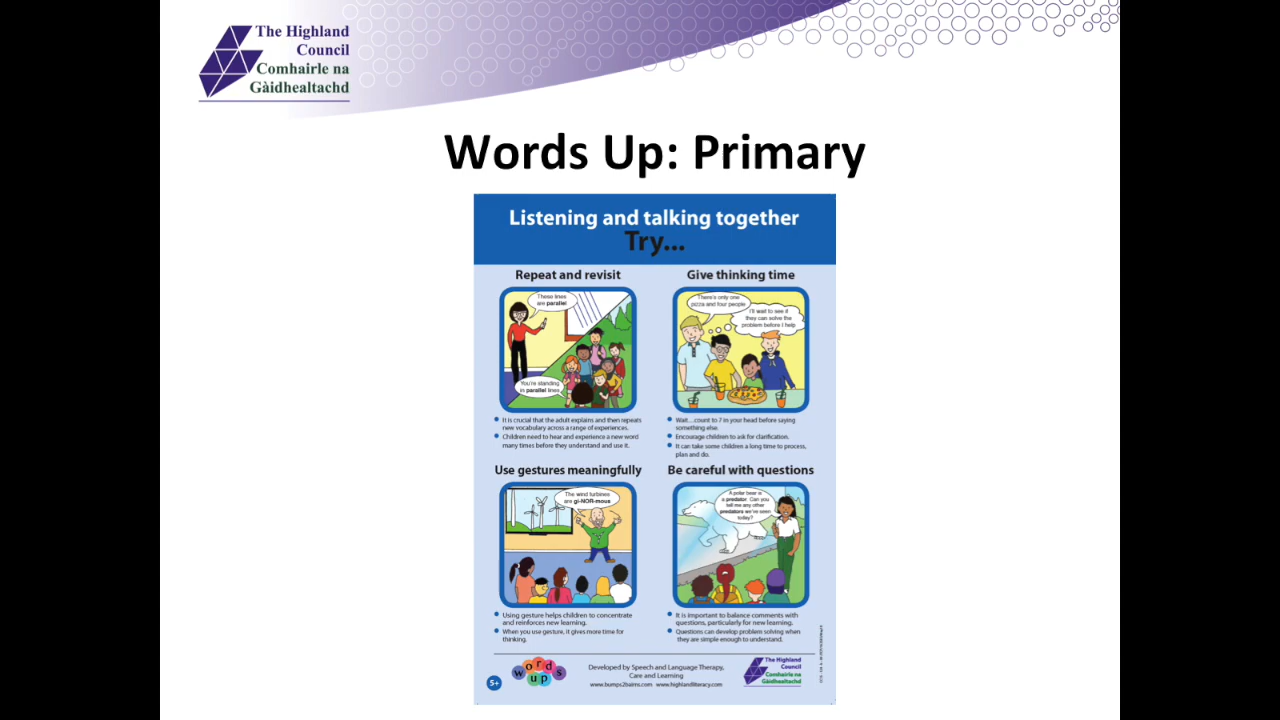 The Highland
Council
Comhairle na
Gàidhealtachd
Words Up: Primary
Listening and talking together
Try...
Repeat and revisit
These lines
are parallel
You're standing
in parallel lines
It is crucial that the adult explains and then repeats
new vocabulary across a range of experiences.
Children need to hear and experience a new word
many times before they understand and use it.
Give thinking time
There's only one
pizza and four people
I'll wait to see if
they can solve the
problem before I help
Wait...count to 7 in your head before saying
something else.
Encourage children to ask for clarification.
It can take some children a long time to process,
plan and do.
Use gestures meaningfully
The wind turbines
are gi-NOR-mous
Using gesture helps children to concentrate
and reinforces new learning.
When you use gesture, it gives more time for
thinking.
Be careful with questions
A polar bear is
a predator. Can you
tell me any other
predators we've seen
today?
It is important to balance comments with
questions, particularly for new learning.
Questions can develop problem solving when
they are simple enough to understand.
5+
words
up
Developed by Speech and Language Therapy,
Care and Learning
www.bumps2bairns.com www.highlandliteracy.com
The Highland
Council
Comhairle na
Gàidhealtachd